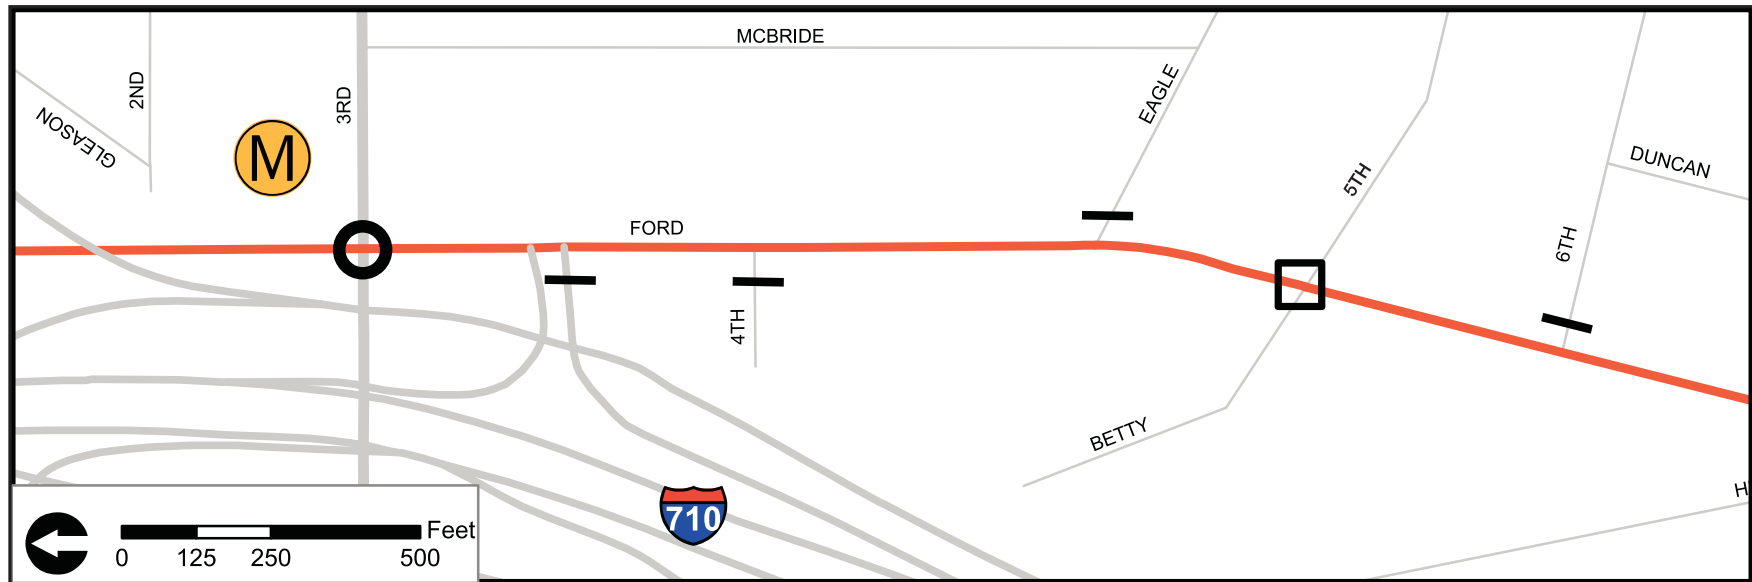 MCBRIDE
2ND
3RD
EAGLE
GLEASON
M
DUNCAN
5TH
FORD
6TH
4TH
BETTY
710
Feet
0 125 250 500